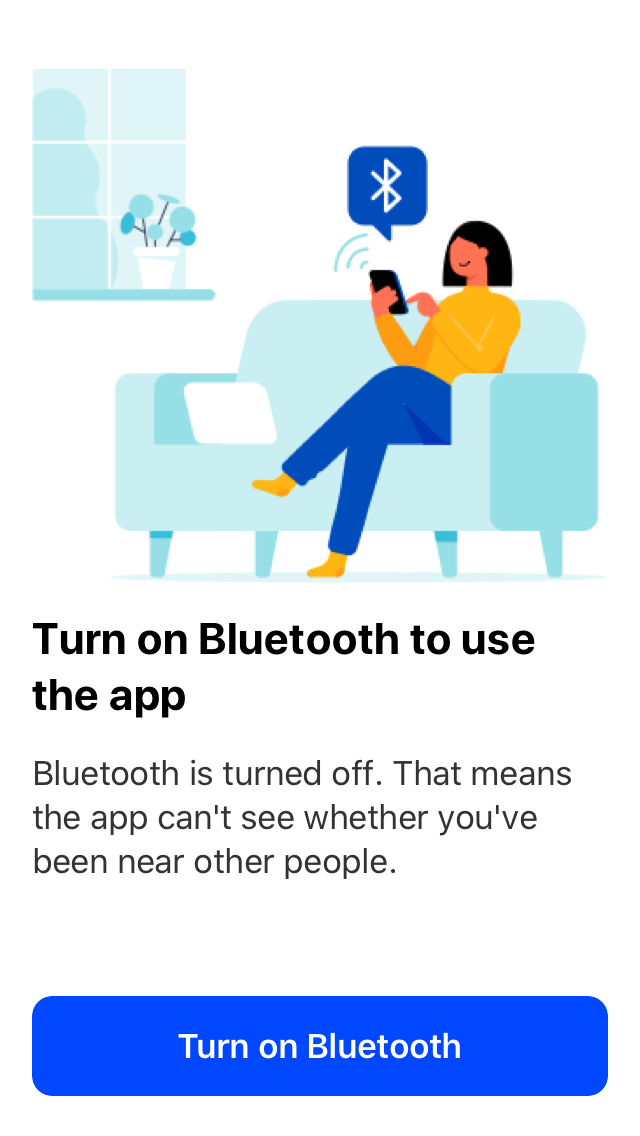 Turn on Bluetooth to use
the app
Bluetooth is turned off. That means
the app can't see whether you've
been near other people.
Turn on Bluetooth